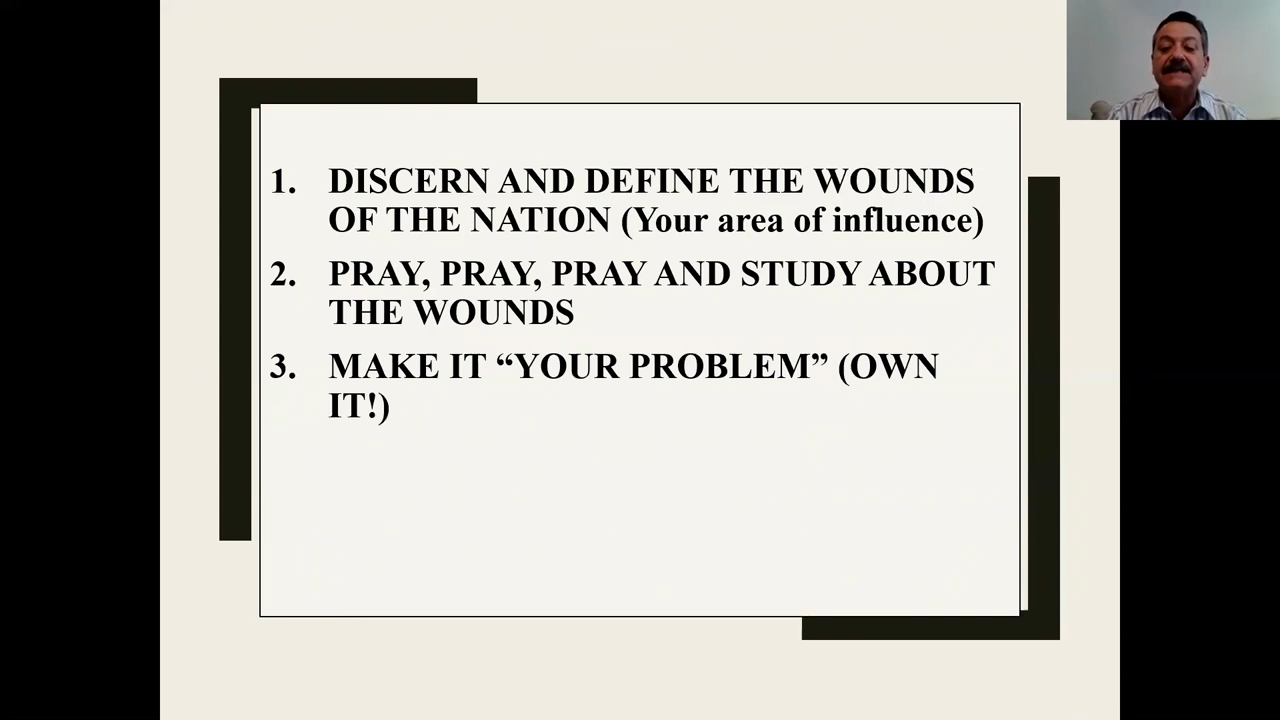 1. DISCERN AND DEFINE THE WOUNDS
OF THE NATION (Your area of influence)
2. PRAY, PRAY, PRAY AND STUDY ABOUT
THE WOUNDS
3. MAKE IT “YOUR PROBLEM” (OWN
IT!)